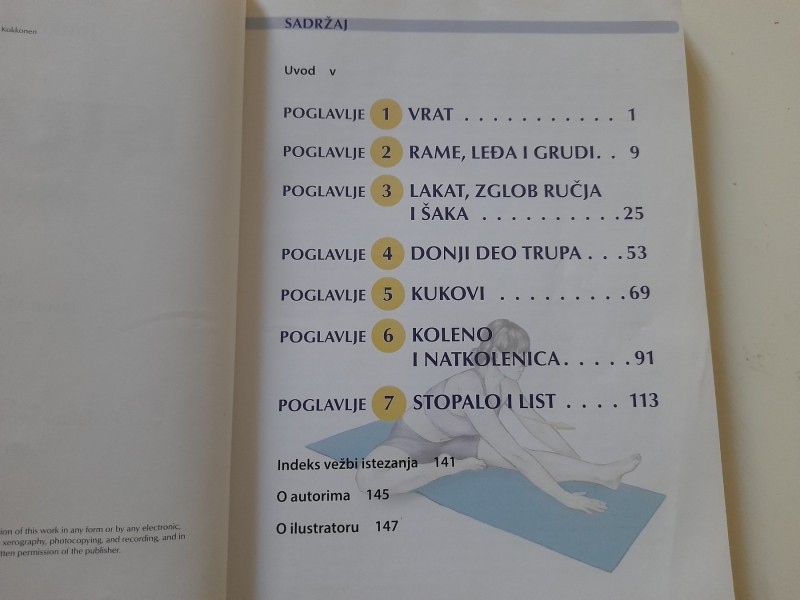 Kokkonen
tion of this work in any form or by any electronic,
xerography, photocopying, and recording, and in
tten permission of the publisher.
SADRŽAJ
Uvod v
POGLAVLJE 1 VRAT . . . . . . . . . . . 1
POGLAVLJE 2 RAME, LEĐA I GRUDI. . 9
POGLAVLJE 3 LAKAT, ZGLOB RUČJA
I ŠAKA . . . . . . . . . . 25
POGLAVLJE 4 DONJI DEO TRUPA . . . 53
POGLAVLJE 5 KUKOVI . . . . . . . . . 69
POGLAVLJE 6 KOLENO
I NATKOLENICA. . . . . 91
POGLAVLJE 7 STOPALO I LIST . . . . 113
Indeks vežbi istezanja 141
O autorima 145
O ilustratoru 147